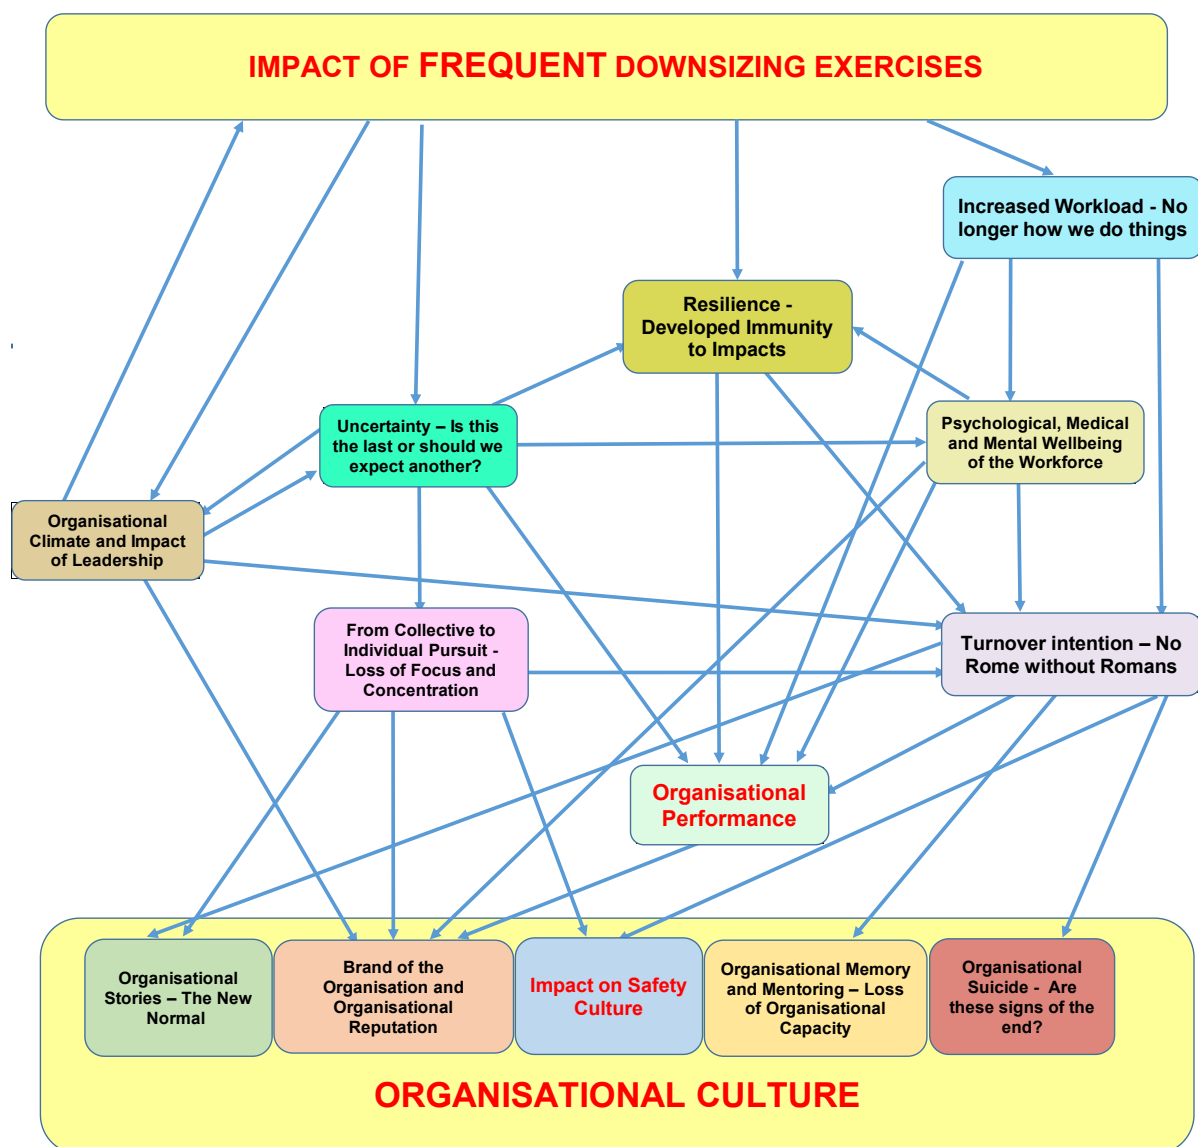 IMPACT OF FREQUENT DOWNSIZING EXERCISES
Increased Workload - No
longer how we do things
Resilience -
Developed Immunity
to Impacts
Uncertainty – Is this
the last or should we
expect another?
Psychological, Medical
and Mental Wellbeing
of the Workforce
Organisational
Climate and Impact
of Leadership
From Collective to
Individual Pursuit -
Loss of Focus and
Concentration
Turnover intention – No
Rome without Romans
Organisational
Performance
Organisational
Stories – The New
Normal
Brand of the
Organisation and
Organisational
Reputation
Impact on Safety
Culture
Organisational Memory
and Mentoring – Loss
of Organisational
Capacity
Organisational
Suicide - Are
these signs of the
end?
ORGANISATIONAL CULTURE